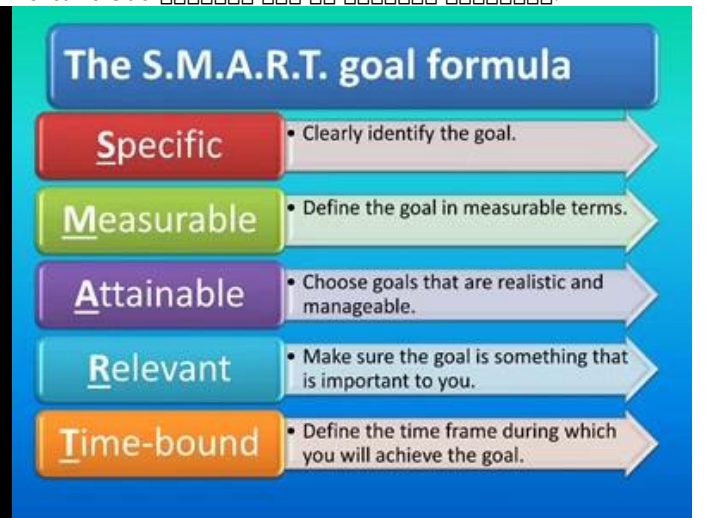 The S.M.A.R.T. goal formula
Specific
• Clearly identify the goal.
Measurable
• Define the goal in measurable terms.
Attainable
• Choose goals that are realistic and
manageable.
Relevant
• Make sure the goal is something that
is important to you.
Time-bound
• Define the time frame during which
you will achieve the goal.